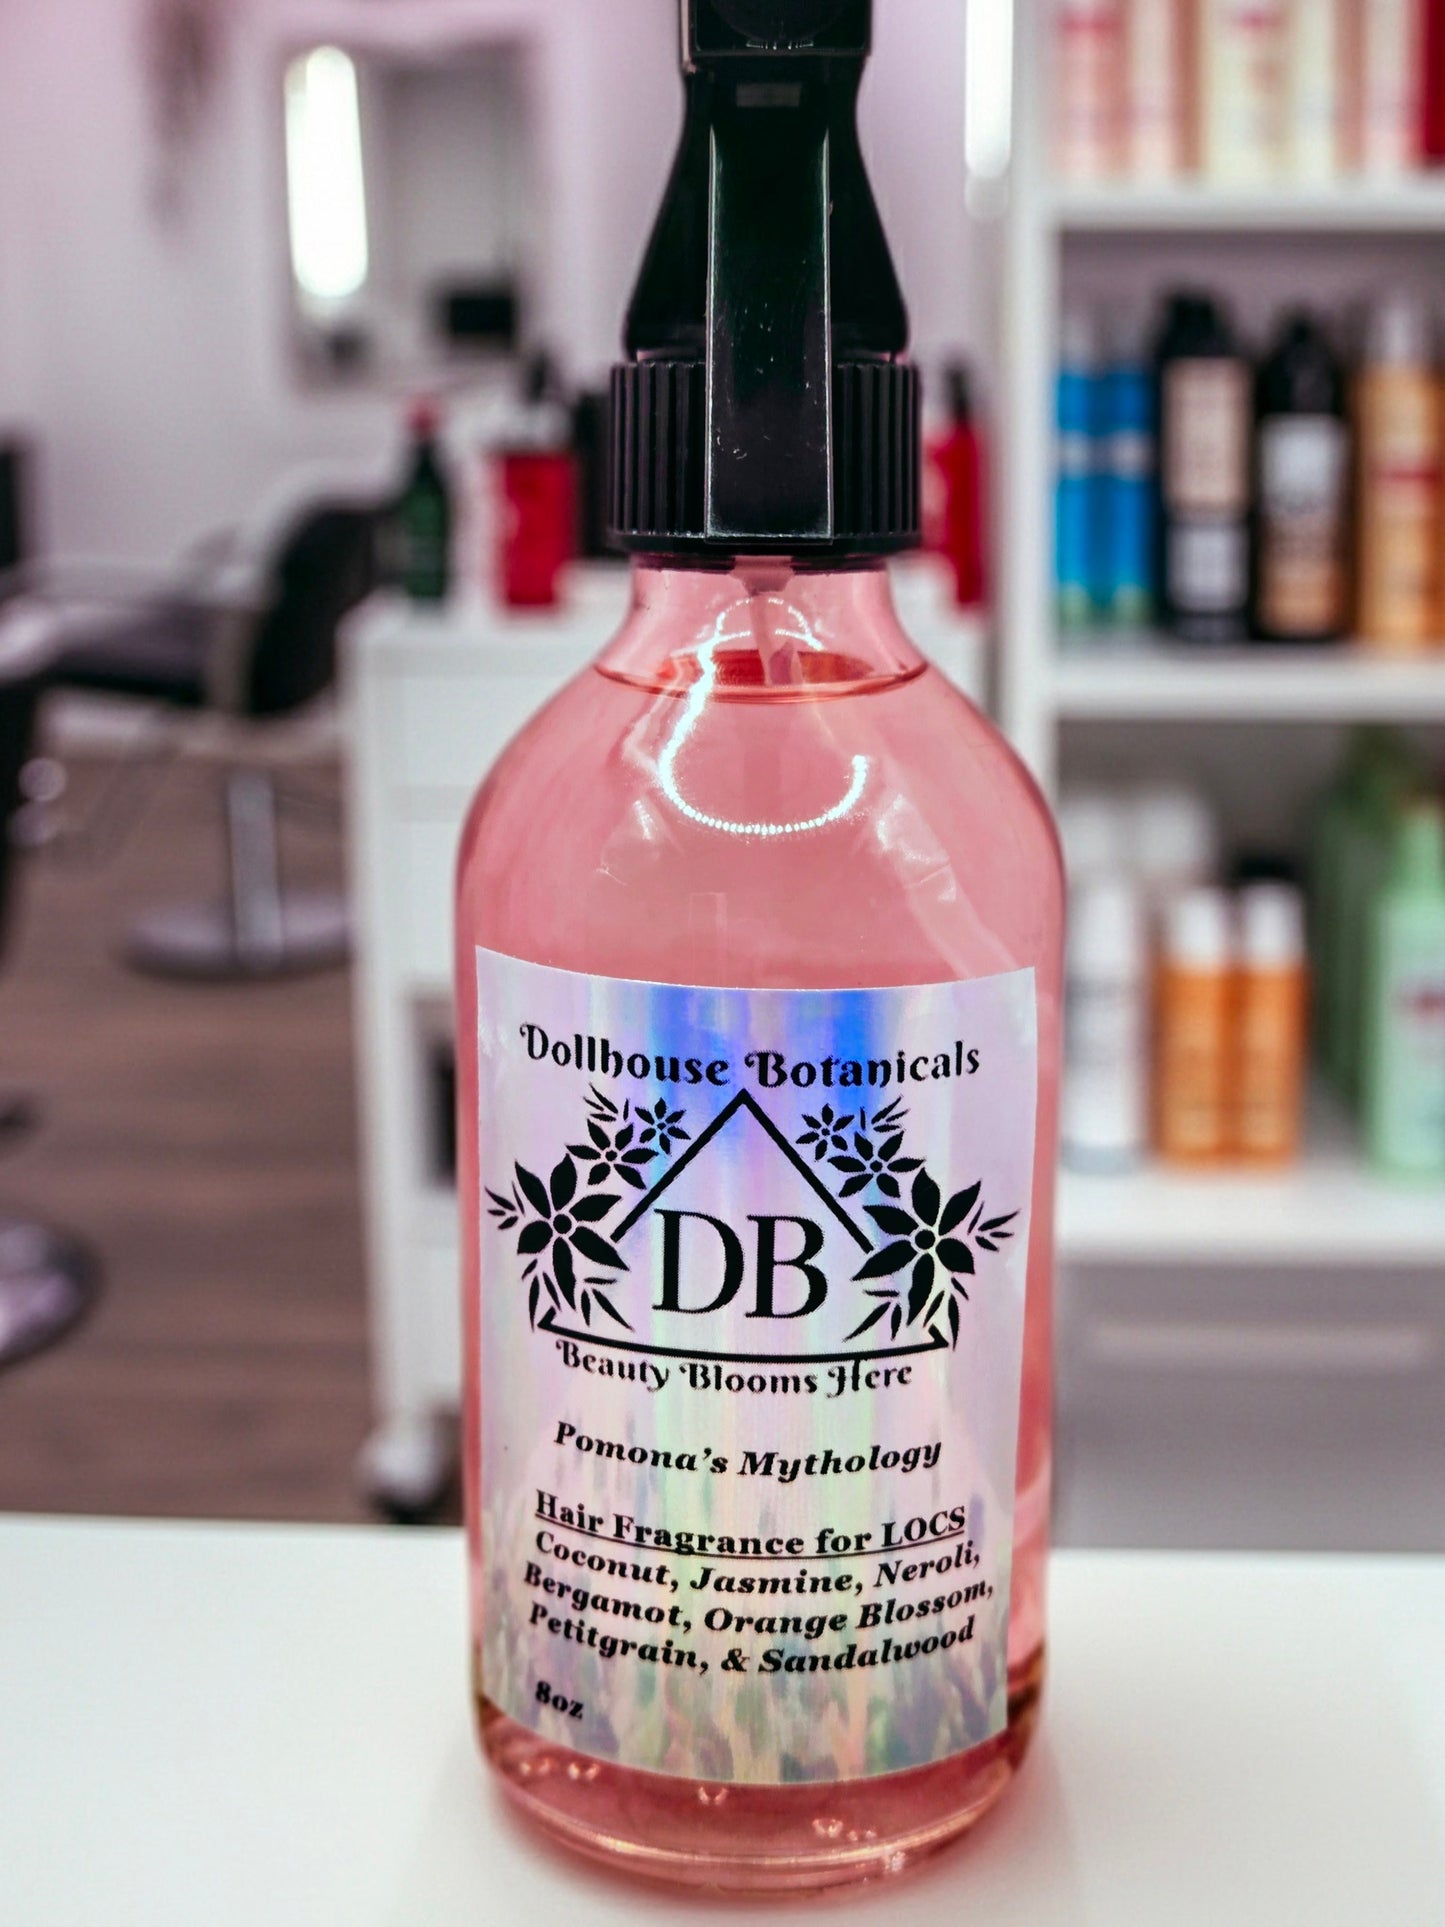 Dollhouse Botanicals
DB
Beauty Blooms Here
Pomona's Mythology
Hair Fragrance for LOCS
Coconut, Jasmine, Neroli,
Bergamot, Orange Blossom,
Petitgrain, & Sandalwood
8oz